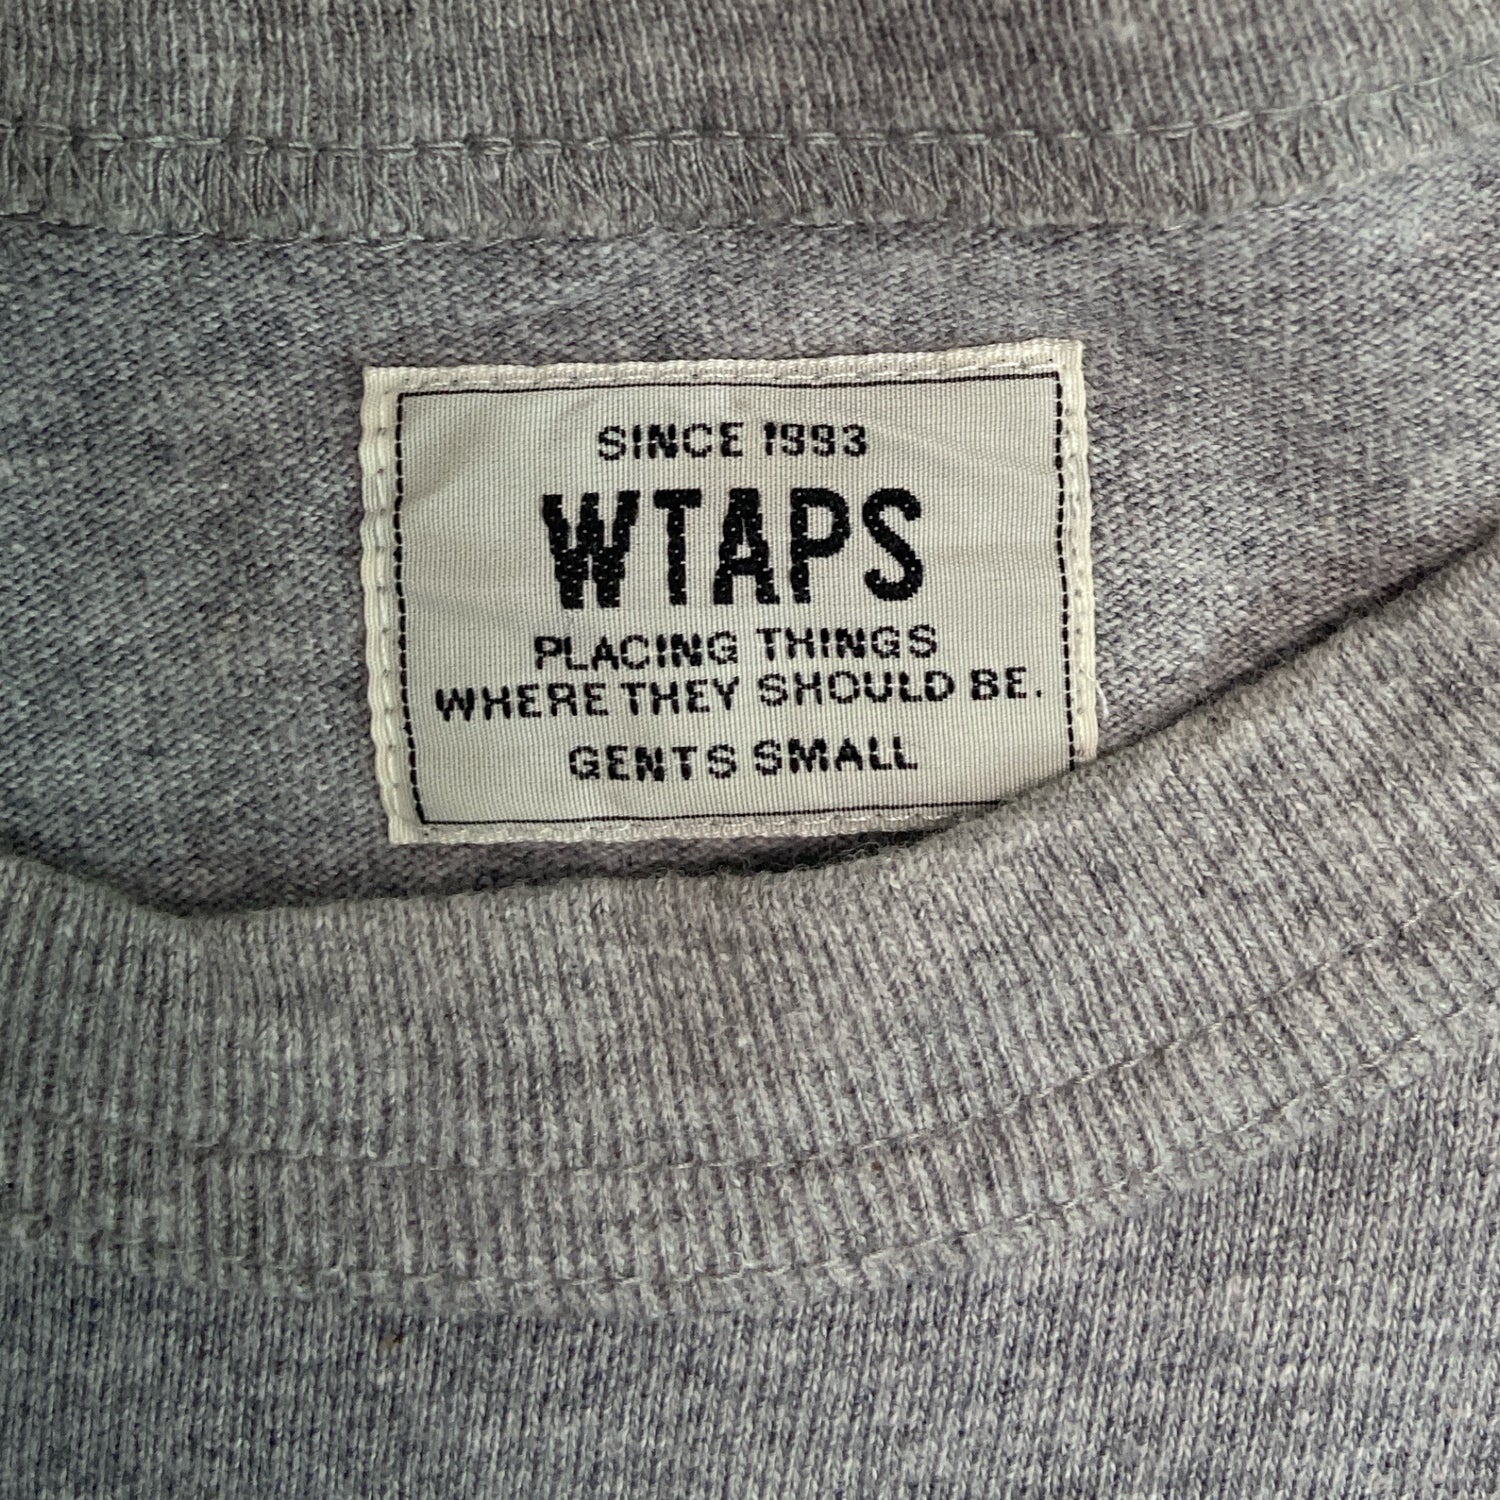 SINCE 1993
WTAPS
PLACING THINGS
WHERE THEY SHOULD BE.
GENTS SMALL